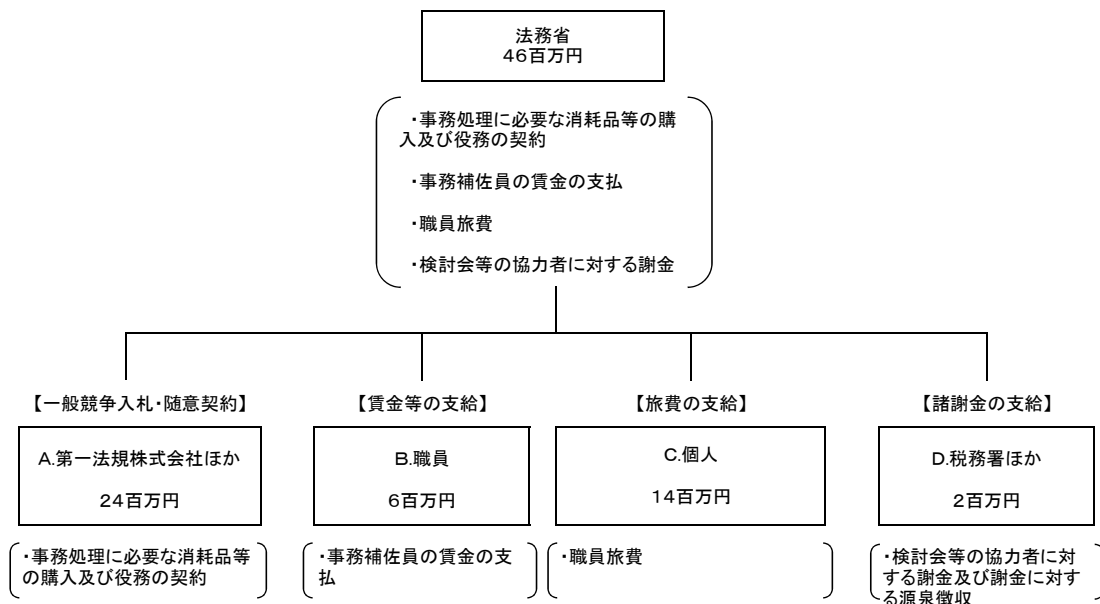 法務省
46百万円
・事務処理に必要な消耗品等の購
入及び役務の契約
・事務補佐員の賃金の支払
・職員旅費
・検討会等の協力者に対する謝金
【一般競争入札・随意契約】
【賃金等の支給】
【旅費の支給】
【諸謝金の支給】
A.第一法規株式会社ほか
24百万円
B.職員
6百万円
C.個人
14百万円
D.税務署ほか
2百万円
・事務処理に必要な消耗品等
の購入及び役務の契約
・事務補佐員の賃金の支
払
・職員旅費
・検討会等の協力者に対
する謝金及び謝金に対す
る源泉徴収